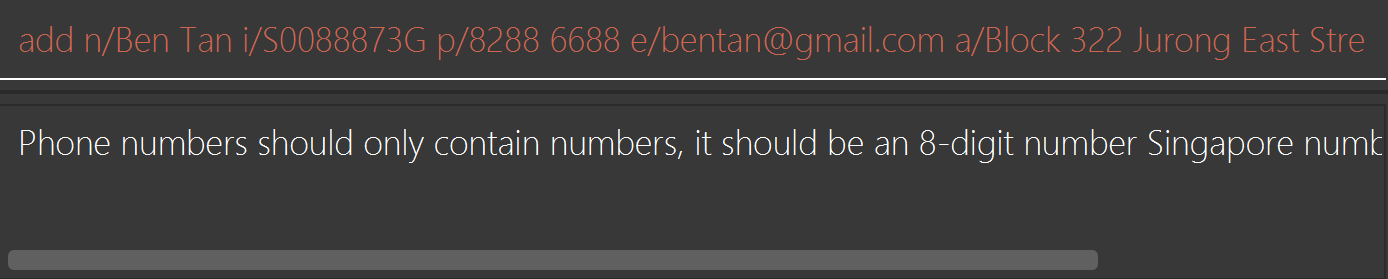 add n/Ben Tan i/S0088873G p/8288 6688 e/bentan@gmail.com a/Block 322 Jurong East Stre
Phone numbers should only contain numbers, it should be an 8-digit number Singapore numb